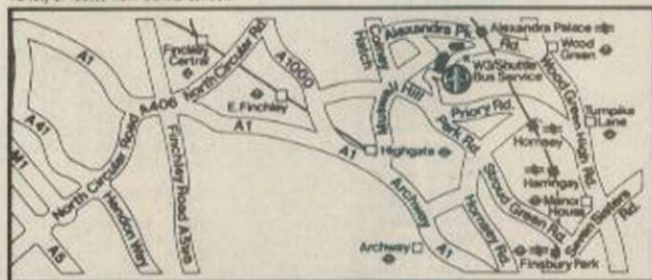 Alexandra Pk.
Rd.
Alexandra Palace
Wood
Green
W3/Shuttle
Bus Service
Colney
Hatch
A1
A41
M1
A5
Finchley
Central
North Circular Rd.
A1000
A406
E. Finchley
A1
North Circular Road
Hendon Way
Finchley Road
Muswell Hill
Priory Rd.
Park Rd.
Wood Green High Rd.
Turnpike
Lane
Hornsey
A1
Highgate
Harringay
Manor
House
Archway
Stroud Green Rd.
Hornsey Rd.
Seven Sisters
Rd.
Archway
A1
Finsbury Park